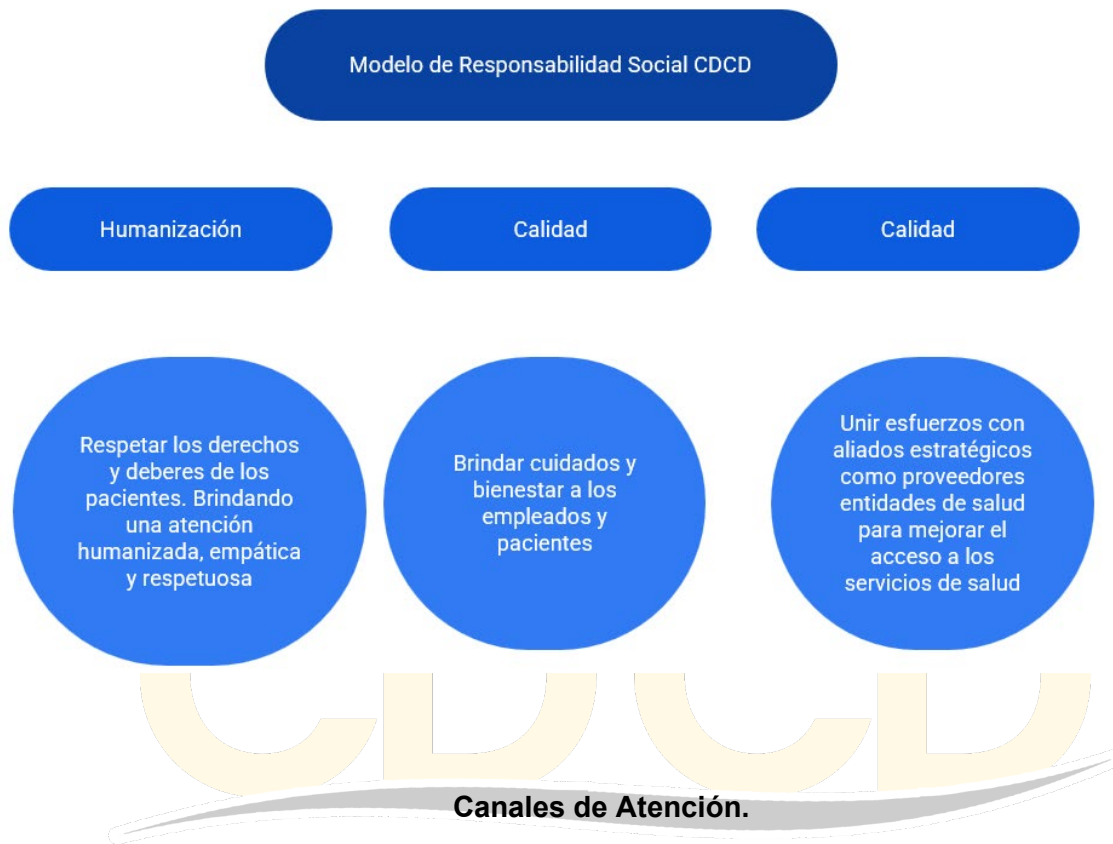 Modelo de Responsabilidad Social CDCD
Humanización
Calidad
Calidad
Respetar los derechos
y deberes de los
pacientes. Brindando
una atención
humanizada, empática
y respetuosa
Brindar cuidados y
bienestar a los
empleados y
pacientes
Unir esfuerzos con
aliados estratégicos
como proveedores
entidades de salud
para mejorar el
acceso a los
servicios de salud
CDCD
Canales de Atención.